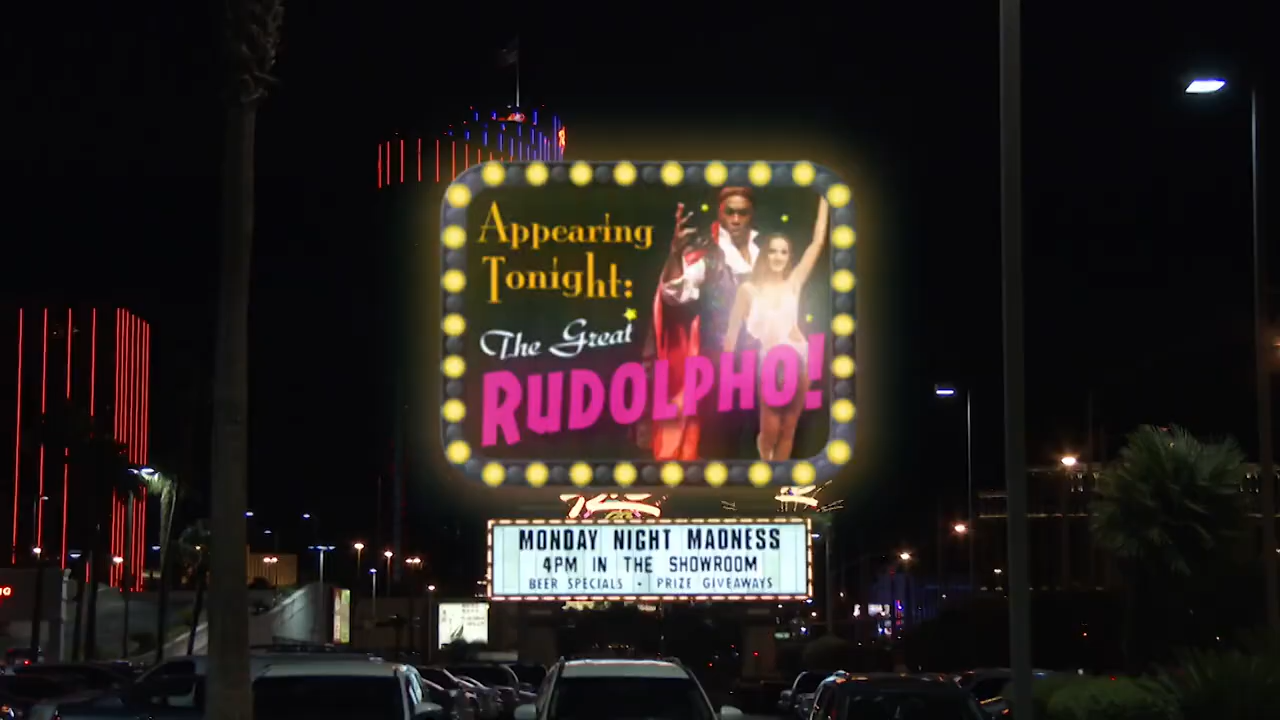 Appearing
Tonight:
The Great
RUDOLPHO!
MONDAY NIGHT MADNESS
4PM IN THE SHOWROOM
BEER SPECIALS • PRIZE GIVEAWAYS